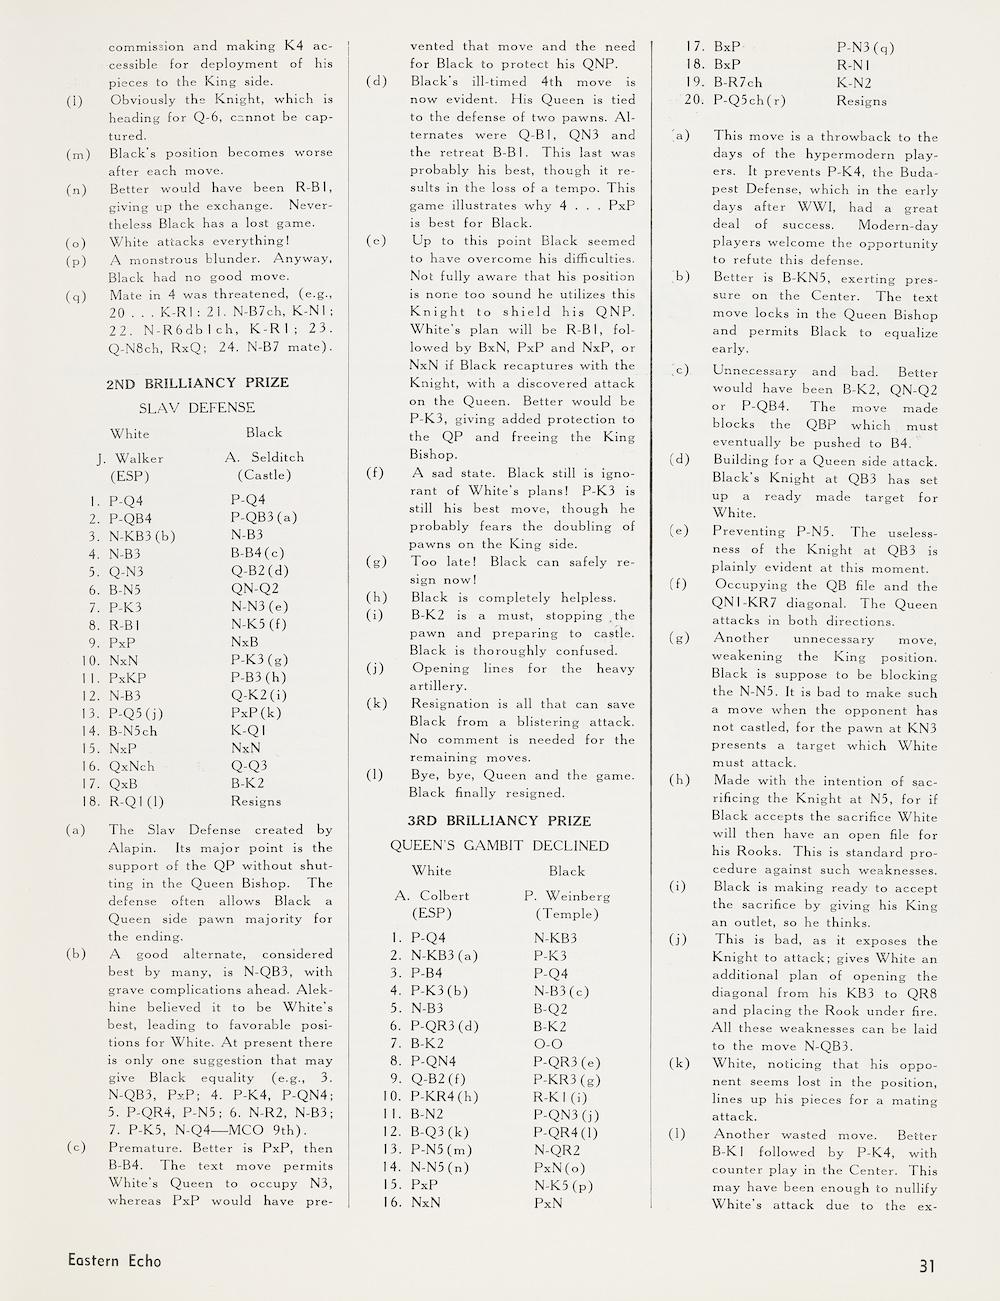 commission and making K4 ac-
cessible for deployment of his
pieces to the King side.
(l) Obviously the Knight, which is
heading for Q-6, cannot be cap-
tured.
(m) Black's position becomes worse
after each move.
(n) Better would have been R-B1,
giving up the exchange. Never-
theless Black has a lost game.
(o) White attacks everything!
(p) A monstrous blunder. Anyway,
Black had no good move.
(q) Mate in 4 was threatened, (e.g.,
20 . . . K-R1: 21. N-B7ch, K-N1;
22. N-R6dblch, K-R1; 23.
Q-N8ch, RxQ; 24. N-B7 mate).
2ND BRILLIANCY PRIZE
SLAV DEFENSE
White Black
J. Walker A. Selditch
(ESP) (Castle)
1. P-Q4 P-Q4
2. P-QB4 P-QB3(a)
3. N-KB3(b) N-B3
4. N-B3 B-B4(c)
5. Q-N3 Q-B2(d)
6. B-N5 QN-Q2
7. P-K3 N-N3(e)
8. R-B1 N-K5(f)
9. PxP NxB
10. NxN P-K3(g)
11. PxKP P-B3(h)
12. N-B3 Q-K2(i)
13. P-Q5(j) PxP(k)
14. B-N5ch K-Q1
15. NxP NxN
16. QxNch Q-Q3
17. QxB B-K2
18. R-Q1(l) Resigns
(a) The Slav Defense created by
Alapin. Its major point is the
support of the QP without shut-
ting in the Queen Bishop. The
defense often allows Black a
Queen side pawn majority for
the ending.
(b) A good alternate, considered
best by many, is N-QB3, with
grave complications ahead. Alek-
hine believed it to be White's
best, leading to favorable posi-
tions for White. At present there
is only one suggestion that may
give Black equality (e.g., 3.
N-QB3, PxP; 4. P-K4, P-QN4;
5. P-QR4, P-N5; 6. N-R2, N-B3;
7. P-K5, N-Q4—MCO 9th).
(c) Premature. Better is PxP, then
B-B4. The text move permits
White's Queen to occupy N3,
whereas PxP would have pre-
vented that move and the need
for Black to protect his QNP.
(d) Black's ill-timed 4th move is
now evident. His Queen is tied
to the defense of two pawns. Al-
ternates were Q-B1, QN3 and
the retreat B-B1. This last was
probably his best, though it re-
sults in the loss of a tempo. This
game illustrates why 4 . . . PxP
is best for Black.
(e) Up to this point Black seemed
to have overcome his difficulties.
Not fully aware that his position
is none too sound he utilizes this
Knight to shield his QNP.
White's plan will be R-B1, fol-
lowed by BxN, PxP and NxP, or
NxN if Black recaptures with the
Knight, with a discovered attack
on the Queen. Better would be
P-K3, giving added protection to
the QP and freeing the King
Bishop.
(f) A sad state. Black still is igno-
rant of White's plans! P-K3 is
still his best move, though he
probably fears the doubling of
pawns on the King side.
(g) Too late! Black can safely re-
sign now!
(h) Black is completely helpless.
(i) B-K2 is a must, stopping the
pawn and preparing to castle.
Black is thoroughly confused.
(j) Opening lines for the heavy
artillery.
(k) Resignation is all that can save
Black from a blistering attack.
No comment is needed for the
remaining moves.
(l) Bye, bye, Queen and the game.
Black finally resigned.
3RD BRILLIANCY PRIZE
QUEEN'S GAMBIT DECLINED
White Black
A. Colbert P. Weinberg
(ESP) (Temple)
1. P-Q4 N-KB3
2. N-KB3(a) P-K3
3. P-B4 P-Q4
4. P-K3(b) N-B3(c)
5. N-B3 B-Q2
6. P-QR3(d) B-K2
7. B-K2 O-O
8. P-QN4 P-QR3(e)
9. Q-B2(f) P-KR3(g)
10. P-KR4(h) R-K1(i)
11. B-N2 P-QN3(j)
12. B-Q3(k) P-QR4(l)
13. P-N5(m) N-QR2
14. N-N5(n) PxN(o)
15. PxP N-K5(p)
16. NxN PxN
17. BxP P-N3(q)
18. BxP R-N1
19. B-R7ch K-N2
20. P-Q5ch(r) Resigns
(a) This move is a throwback to the
days of the hypermodern play-
ers. It prevents P-K4, the Buda-
pest Defense, which in the early
days after WWI, had a great
deal of success. Modern-day
players welcome the opportunity
to refute this defense.
(b) Better is B-KN5, exerting pres-
sure on the Center. The text
move locks in the Queen Bishop
and permits Black to equalize
early.
(c) Unnecessary and bad. Better
would have been B-K2, QN-Q2
or P-QB4. The move made
blocks the QBP which must
eventually be pushed to B4.
(d) Building for a Queen side attack.
Black's Knight at QB3 has set
up a ready made target for
White.
(e) Preventing P-N5. The useless-
ness of the Knight at QB3 is
plainly evident at this moment.
(f) Occupying the QB file and the
QN1-KR7 diagonal. The Queen
attacks in both directions.
(g) Another unnecessary move,
weakening the King position.
Black is suppose to be blocking
the N-N5. It is bad to make such
a move when the opponent has
not castled, for the pawn at KN3
presents a target which White
must attack.
(h) Made with the intention of sac-
rificing the Knight at N5, for if
Black accepts the sacrifice White
will then have an open file for
his Rooks. This is standard pro-
cedure against such weaknesses.
(i) Black is making ready to accept
the sacrifice by giving his King
an outlet, so he thinks.
(j) This is bad, as it exposes the
Knight to attack; gives White an
additional plan of opening the
diagonal from his KB3 to QR8
and placing the Rook under fire.
All these weaknesses can be laid
to the move N-QB3.
(k) White, noticing that his oppo-
nent seems lost in the position,
lines up his pieces for a mating
attack.
(l) Another wasted move. Better
B-K1 followed by P-K4, with
counter play in the Center. This
may have been enough to nullify
White's attack due to the ex-
Eastern Echo
31